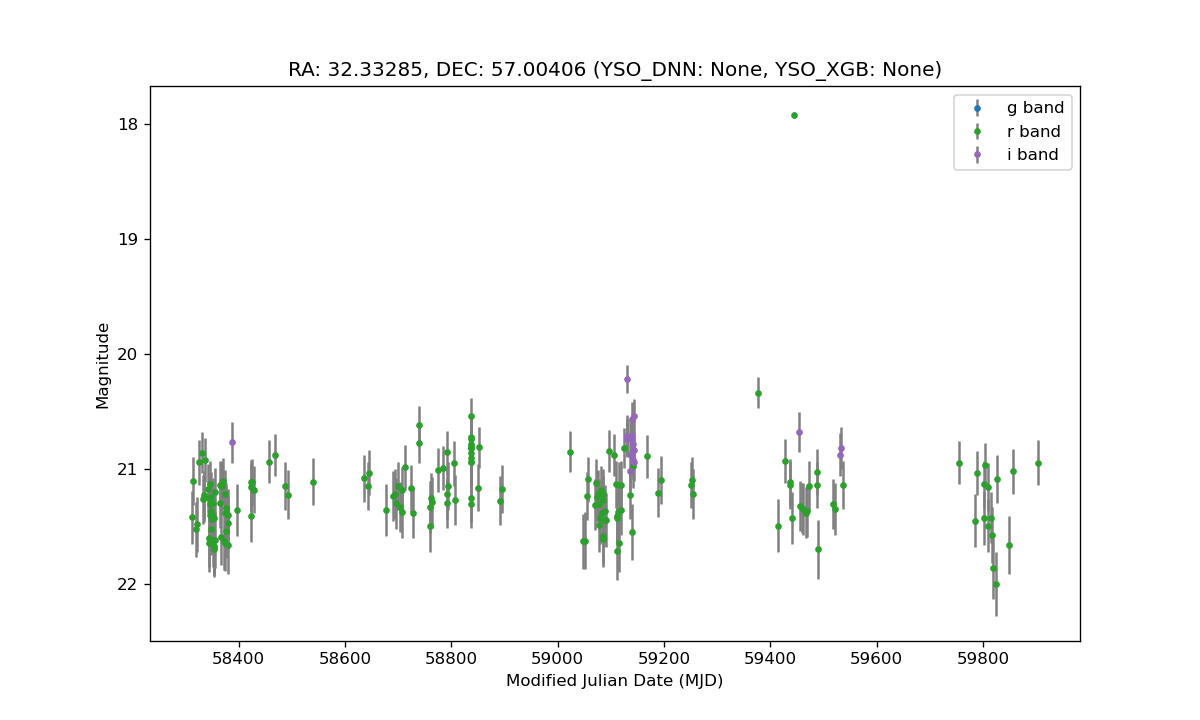 RA: 32.33285, DEC: 57.00406 (YSO_DNN: None, YSO_XGB: None)
g band
r band
i band
18
19
20
21
22
Magnitude
58400 58600 58800 59000 59200 59400 59600 59800
Modified Julian Date (MJD)